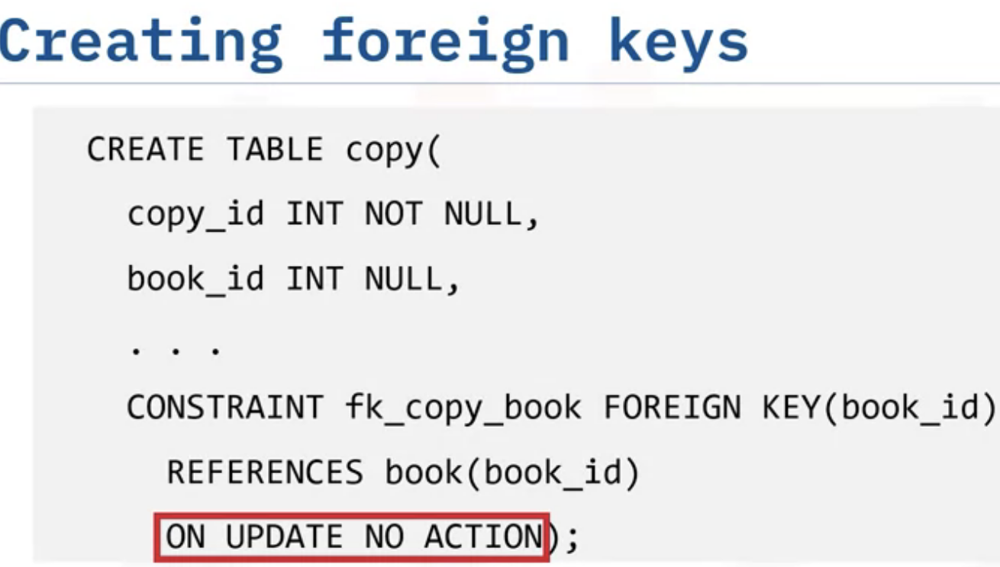 Creating foreign keys
CREATE TABLE copy(
copy_id INT NOT NULL,
book_id INT NULL,
. . .
CONSTRAINT fk_copy_book FOREIGN KEY(book_id)
REFERENCES book(book_id)
ON UPDATE NO ACTION);